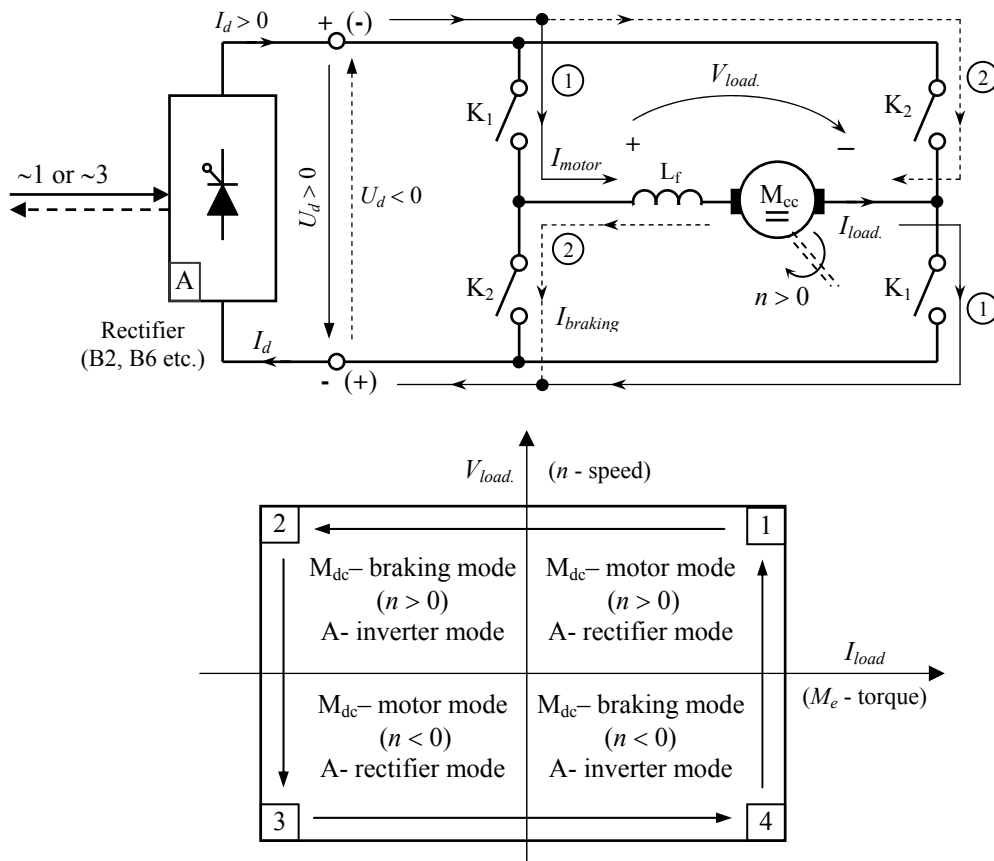 I_d > 0
+ (-)
1
2
V_load.
K₁
K₂
+
–
I_motor
L_f
~1 or ~3
U_d > 0
U_d < 0
M_cc
I_load.
A
2
K₂
n > 0
K₁
1
I_braking
Rectifier
(B2, B6 etc.)
I_d
- (+)
V_load.
(n - speed)
2
1
M_dc– braking mode
(n > 0)
A- inverter mode
M_dc– motor mode
(n > 0)
A- rectifier mode
I_load
(M_e - torque)
M_dc– motor mode
(n < 0)
A- rectifier mode
M_dc– braking mode
(n < 0)
A- inverter mode
3
4